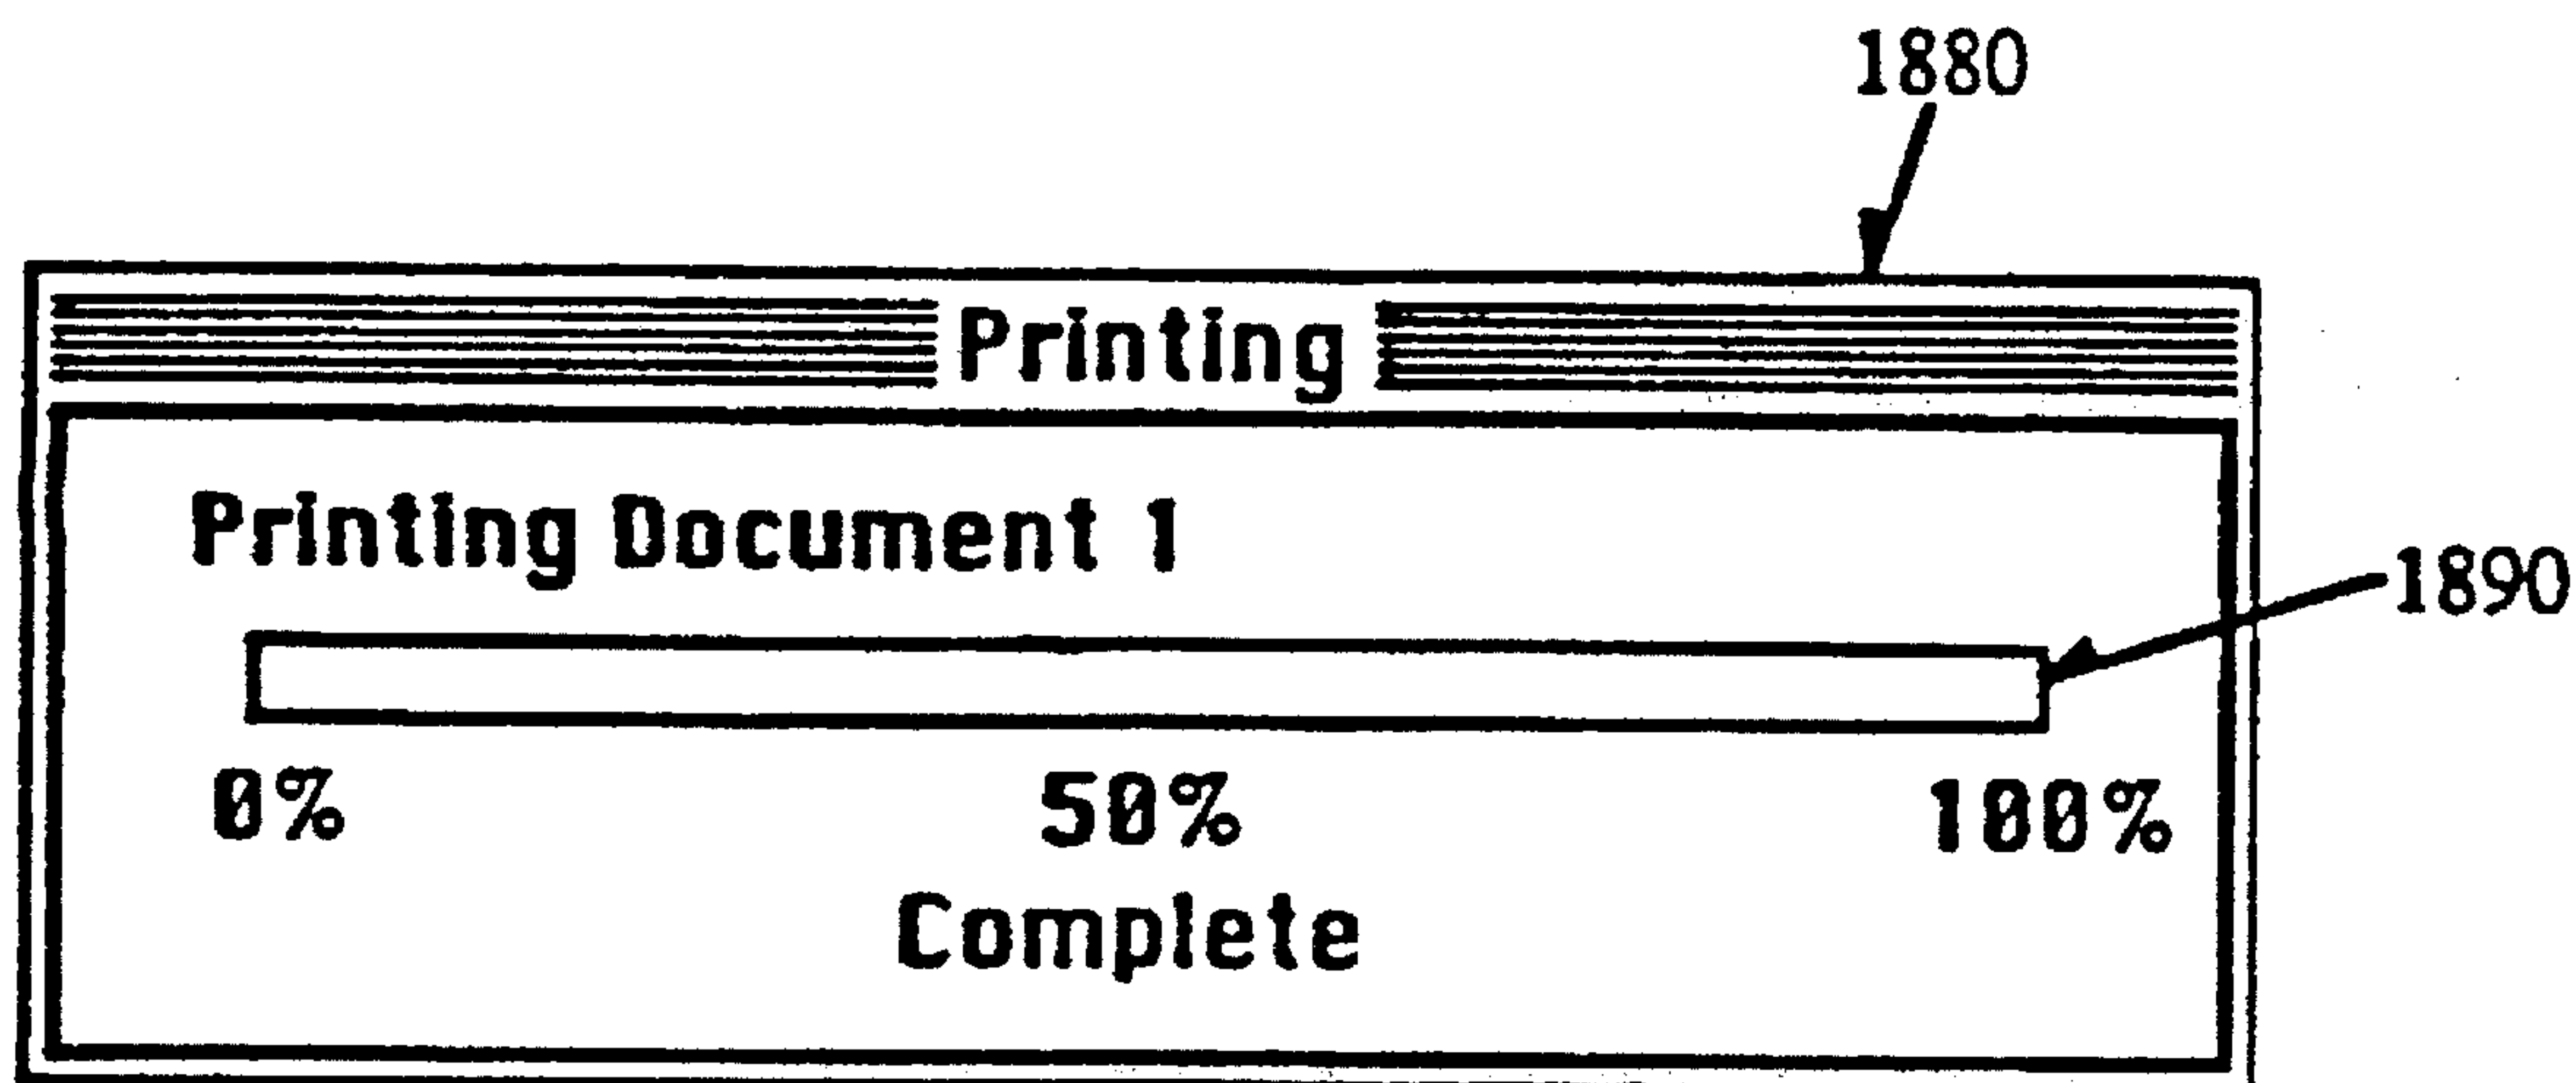 1880
Printing
Printing Document 1
1890
0% 50% 100%
Complete